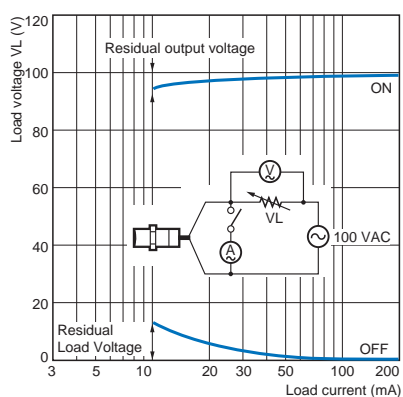 Load voltage VL (V)
120
Residual output voltage
100
ON
80
60
V
VL
40
A
100 VAC
20
Residual
Load Voltage
OFF
0
3 5 10 20 30 50 100 200
Load current (mA)